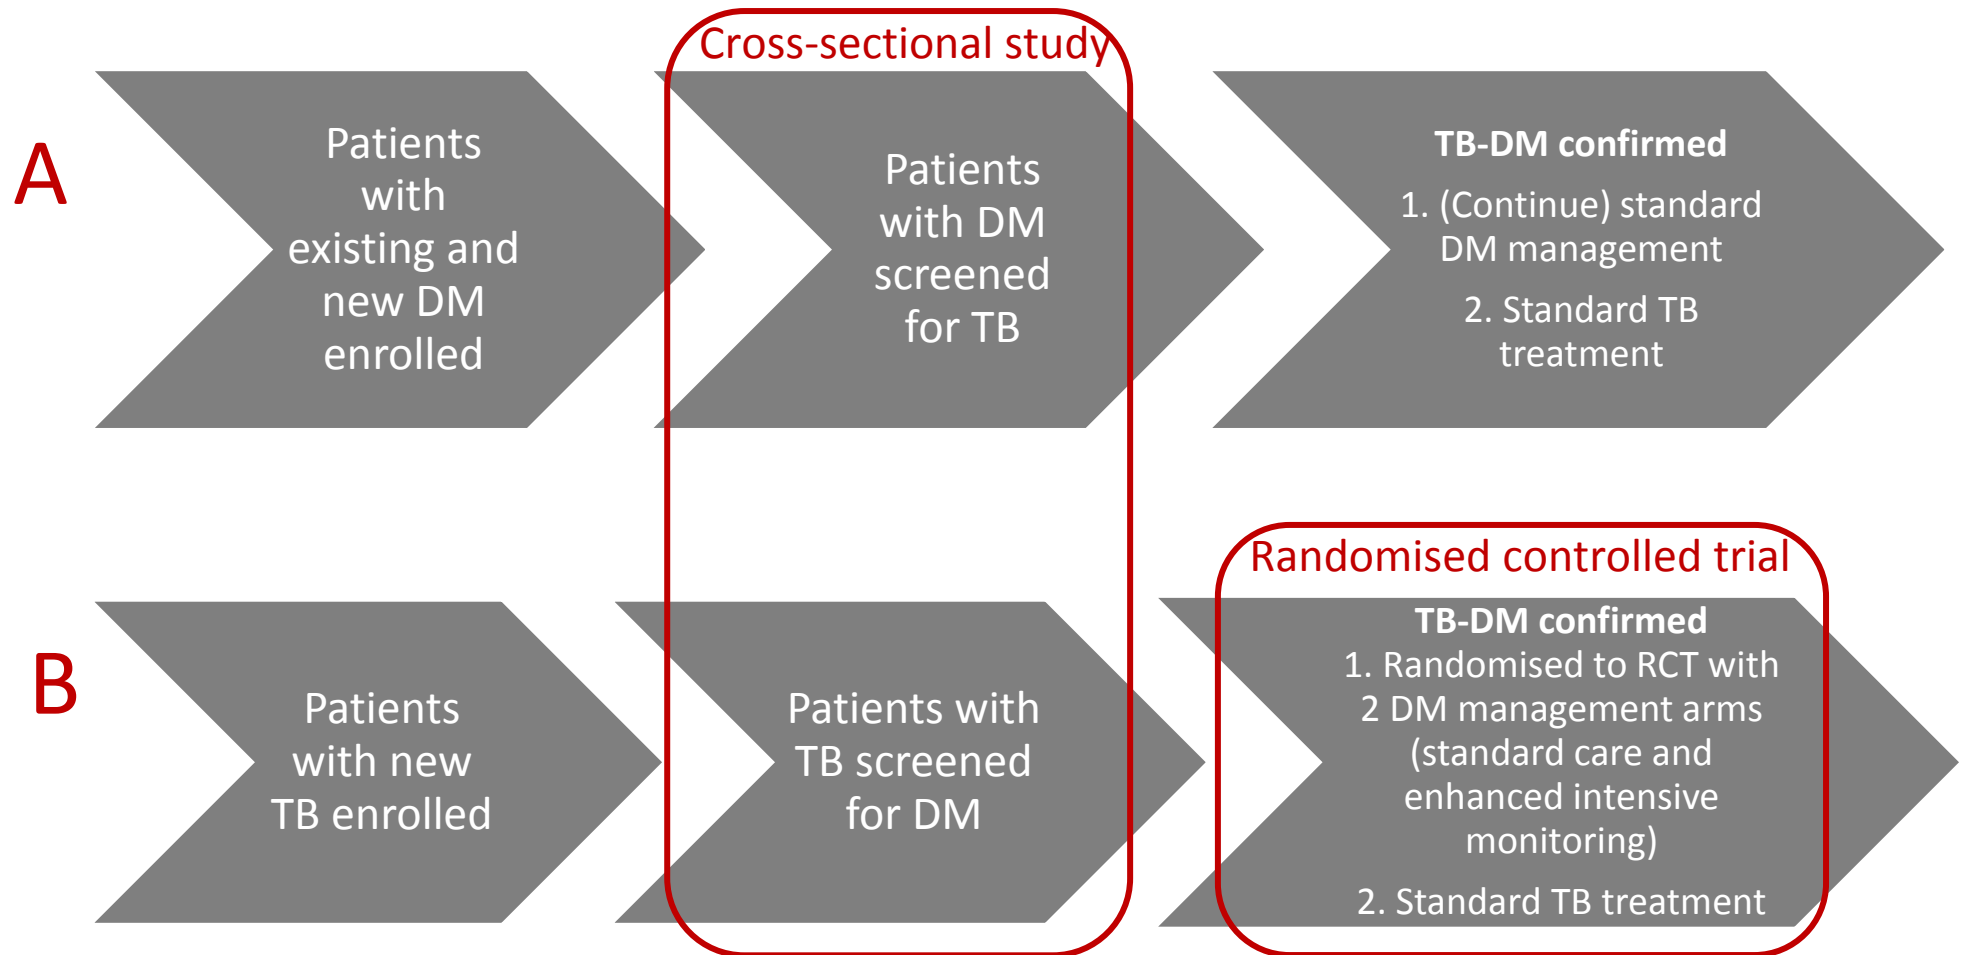 Cross-sectional study
A
Patients
with
existing and
new DM
enrolled
Patients
with DM
screened
for TB
TB-DM confirmed
1. (Continue) standard
DM management
2. Standard TB
treatment
B
Patients
with new
TB enrolled
Patients with
TB screened
for DM
Randomised controlled trial
TB-DM confirmed
1. Randomised to RCT with
2 DM management arms
(standard care and
enhanced intensive
monitoring)
2. Standard TB treatment